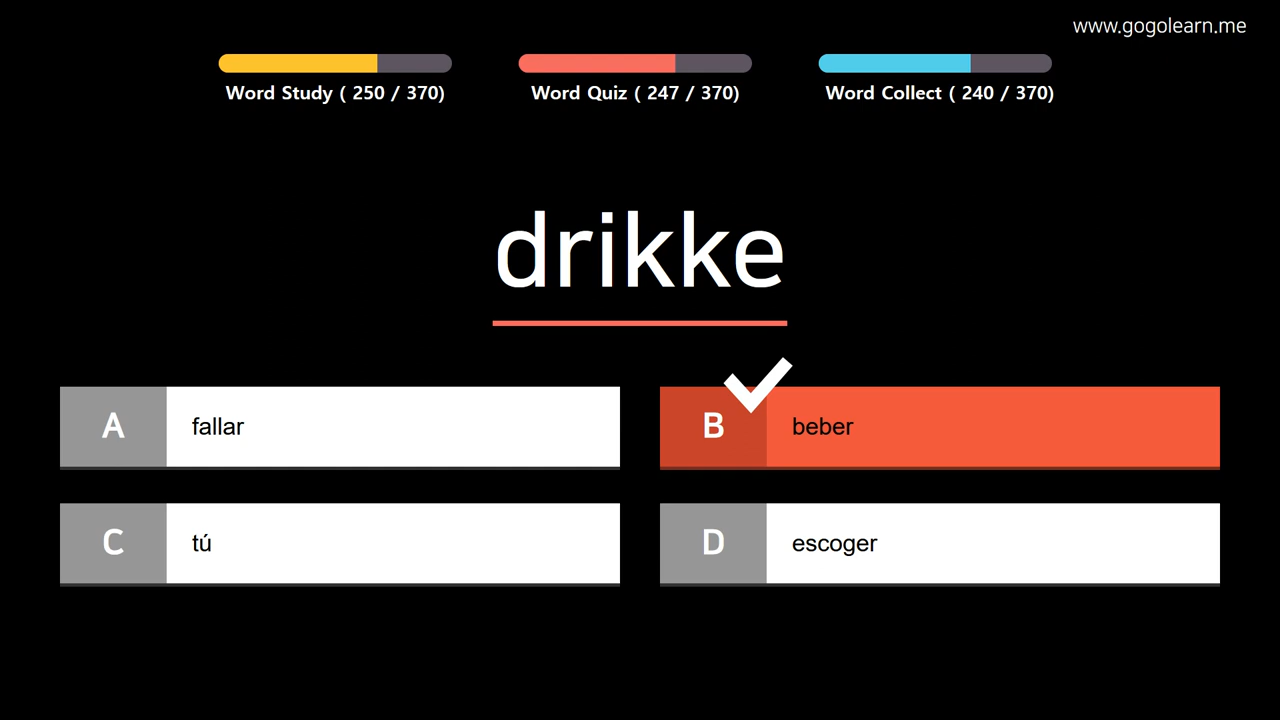 www.gogolearn.me
Word Study ( 250 / 370)
Word Quiz ( 247 / 370)
Word Collect ( 240 / 370)
drikke
A fallar
B beber
C tú
D escoger